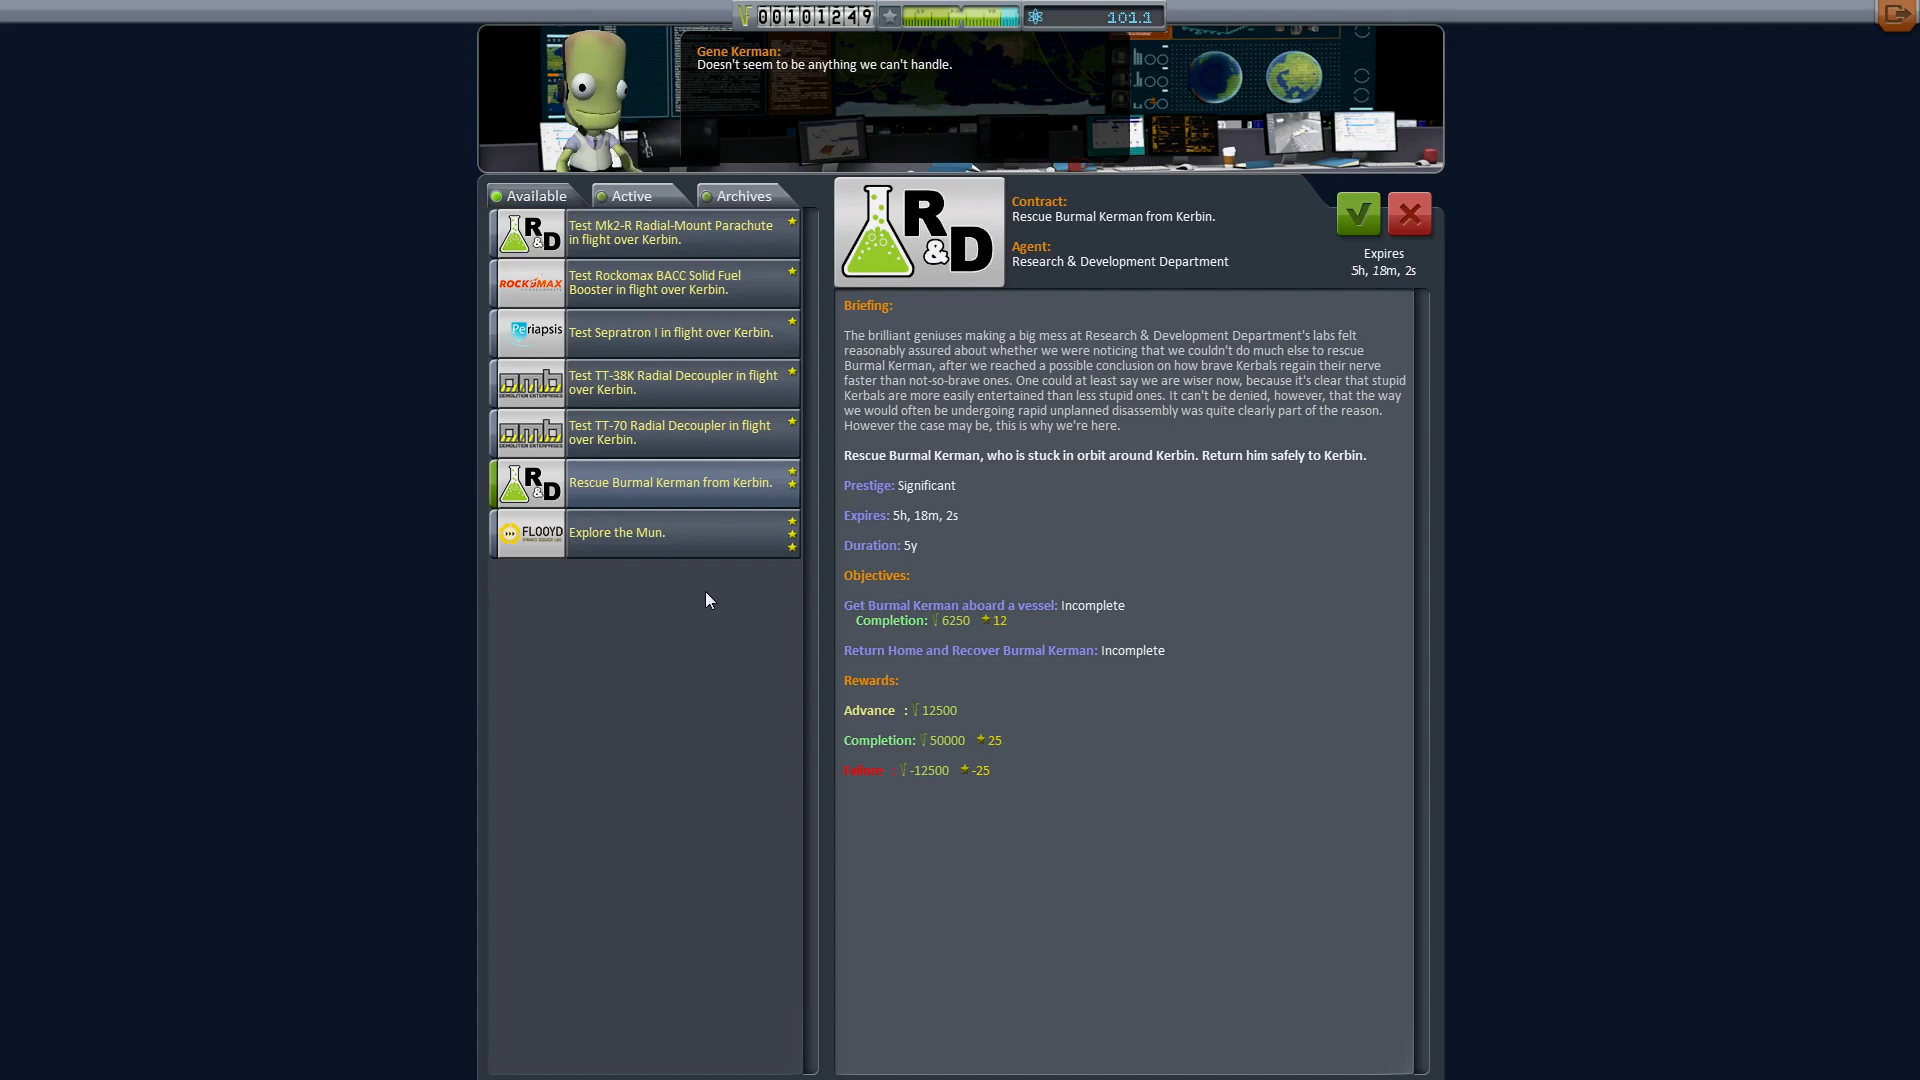 00101249
101.1
Gene Kerman:
Doesn't seem to be anything we can't handle.
Available
Active
Archives
R&D
Test Mk2-R Radial-Mount Parachute
in flight over Kerbin.
ROCKOMAX
Test Rockomax BACC Solid Fuel
Booster in flight over Kerbin.
Periapsis
Test Sepratron I in flight over Kerbin.
OMB
DEMOLITION ENTERPRISES
Test TT-38K Radial Decoupler in flight
over Kerbin.
OMB
DEMOLITION ENTERPRISES
Test TT-70 Radial Decoupler in flight
over Kerbin.
R&D
Rescue Burmal Kerman from Kerbin.
FLOOYD
Explore the Mun.
R&D
Contract:
Rescue Burmal Kerman from Kerbin.
Agent:
Research & Development Department
Expires
5h, 18m, 2s
Briefing:
The brilliant geniuses making a big mess at Research & Development Department's labs felt
reasonably assured about whether we were noticing that we couldn't do much else to rescue
Burmal Kerman, after we reached a possible conclusion on how brave Kerbals regain their nerve
faster than not-so-brave ones. One could at least say we are wiser now, because it's clear that stupid
Kerbals are more easily entertained than less stupid ones. It can't be denied, however, that the way
we would often be undergoing rapid unplanned disassembly was quite clearly part of the reason.
However the case may be, this is why we're here.
Rescue Burmal Kerman, who is stuck in orbit around Kerbin. Return him safely to Kerbin.
Prestige: Significant
Expires: 5h, 18m, 2s
Duration: 5y
Objectives:
Get Burmal Kerman aboard a vessel: Incomplete
Completion: 6250 12
Return Home and Recover Burmal Kerman: Incomplete
Rewards:
Advance : 12500
Completion: 50000 25
Failure : -12500 -25